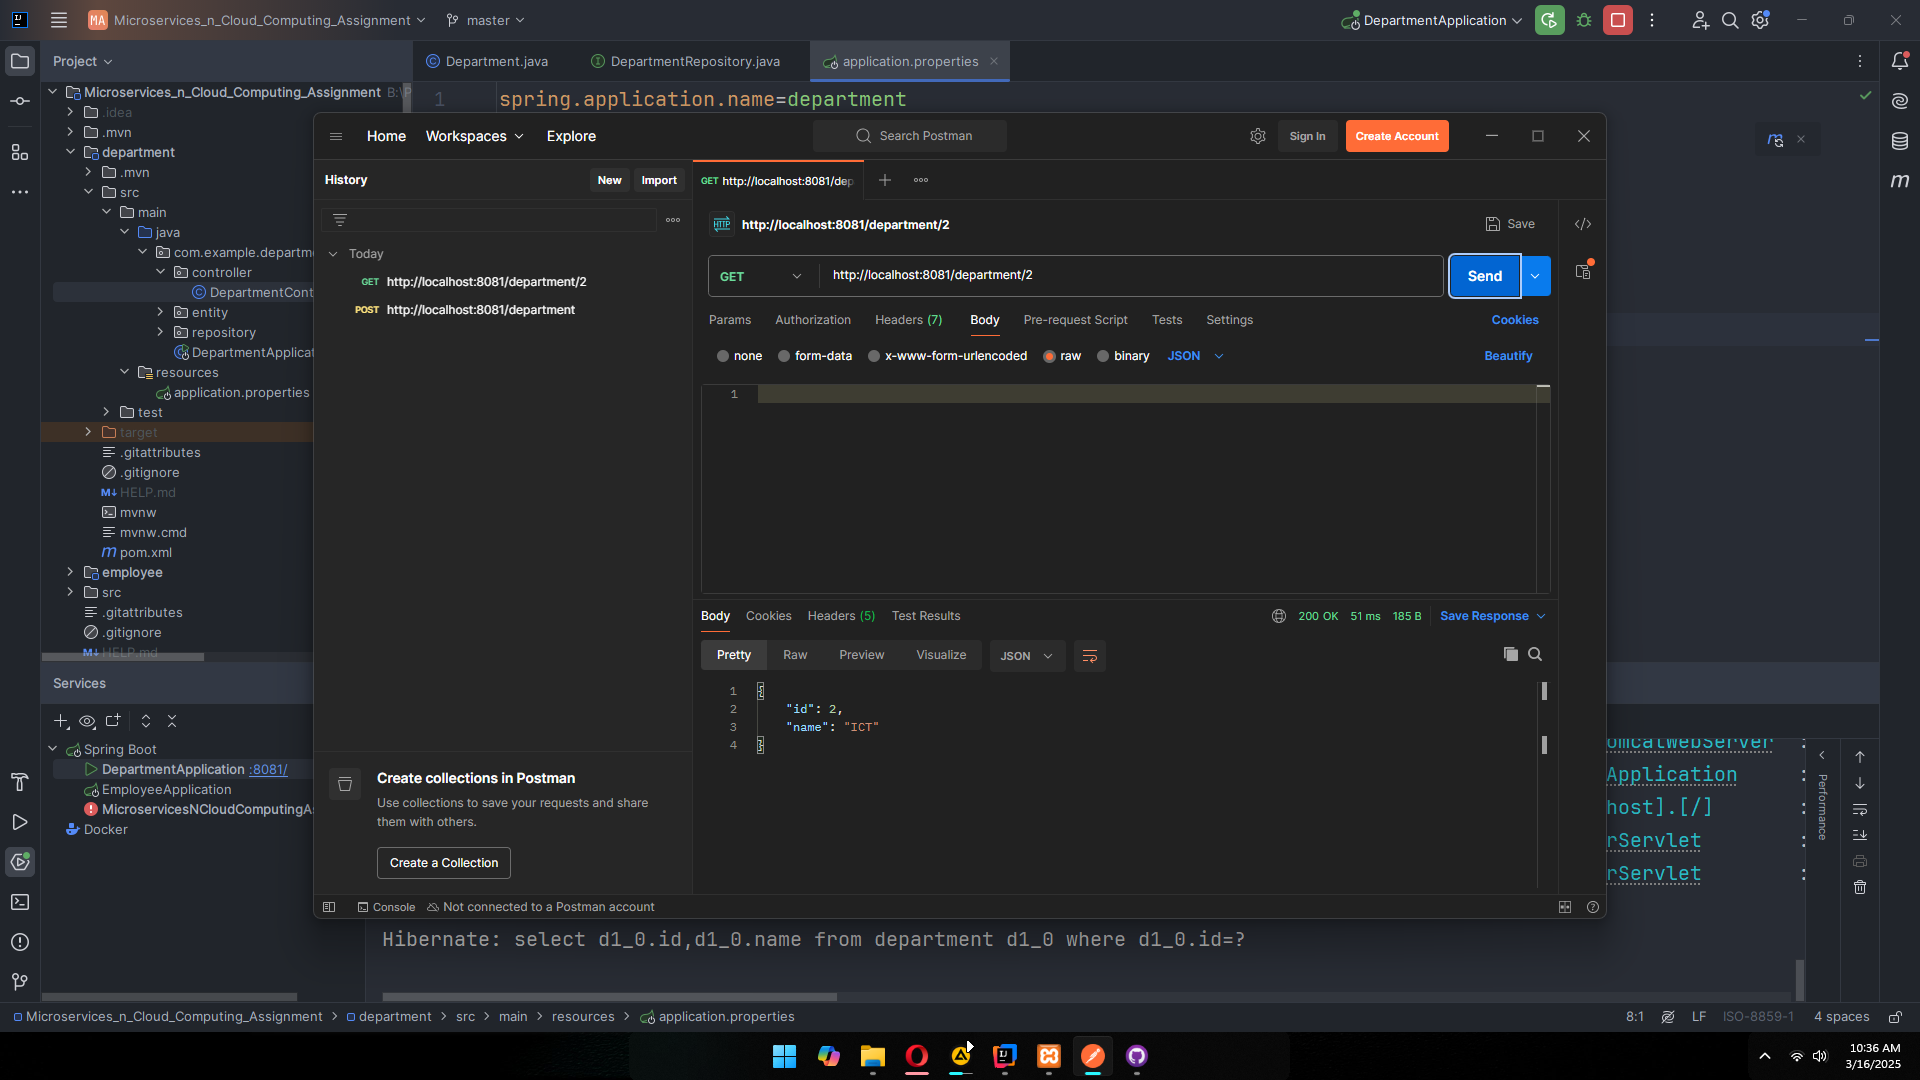 MA Microservices_n_Cloud_Computing_Assignment
master
DepartmentApplication
Project
Department.java
DepartmentRepository.java
application.properties
Microservices_n_Cloud_Computing_Assignment B:\P
.idea
.mvn
department
.mvn
src
main
java
com.example.departm
controller
DepartmentCont
entity
repository
DepartmentApplicat
resources
application.properties
test
target
.gitattributes
.gitignore
M↓ HELP.md
mvnw
mvnw.cmd
m pom.xml
employee
src
.gitattributes
.gitignore
M↓ HELP.md
1 spring.application.name=department
Home
Workspaces
Explore
Search Postman
Sign In
Create Account
History
New
Import
Today
GET http://localhost:8081/department/2
POST http://localhost:8081/department
GET http://localhost:8081/dep
HTTP http://localhost:8081/department/2
Save
</>
GET
http://localhost:8081/department/2
Send
Params
Authorization
Headers (7)
Body
Pre-request Script
Tests
Settings
Cookies
none
form-data
x-www-form-urlencoded
raw
binary
JSON
Beautify
1
Body
Cookies
Headers (5)
Test Results
200 OK
51 ms
185 B
Save Response
Pretty
Raw
Preview
Visualize
JSON
1 {
2 "id": 2,
3 "name": "ICT"
4 }
Create collections in Postman
Use collections to save your requests and share
them with others.
Create a Collection
Console
Not connected to a Postman account
Services
Spring Boot
DepartmentApplication :8081/
EmployeeApplication
MicroservicesNCloudComputingAs
Docker
omcatWebServer :
Application :
host].[/] :
rServlet :
rServlet :
Performance
Hibernate: select d1_0.id,d1_0.name from department d1_0 where d1_0.id=?
Microservices_n_Cloud_Computing_Assignment > department > src > main > resources > application.properties
8:1
LF
ISO-8859-1
4 spaces
10:36 AM
3/16/2025